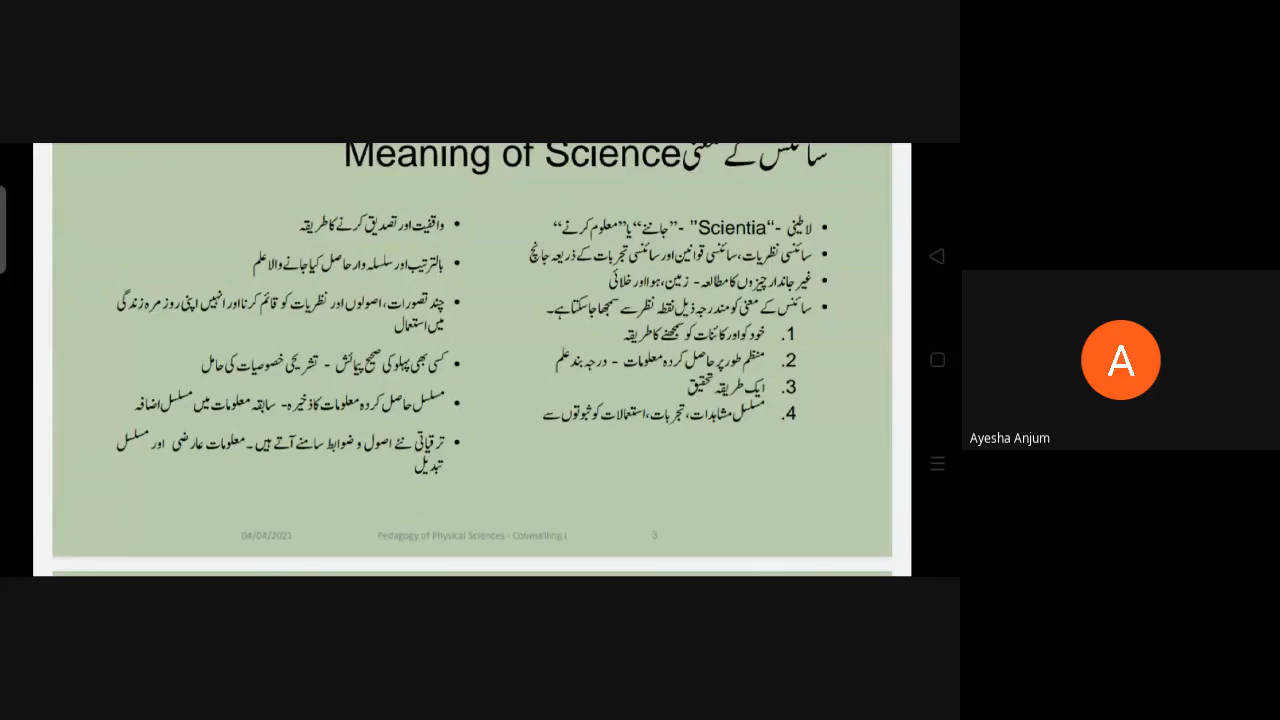 سائنس کے معنی Meaning of Science
لاطینی - “Scientia” - ”جاننے“ یا ”معلوم کرنے“
سائنسی نظریات، سائنسی قوانین اور سائنسی تجربات کے ذریعہ جانچ
غیر جاندار چیزوں کا مطالعہ - زمین، ہوا اور خلائی
سائنس کے معنی کو مندرجہ ذیل نقطہ نظر سے سمجھا جا سکتا ہے۔
1. خود کو اور کائنات کو سمجھنے کا طریقہ
2. منظم طور پر حاصل کردہ معلومات - درجہ بند علم
3. ایک طریقہ تحقیق
4. مسلسل مشاہدات، تجربات، استعمالات کو ثبوتوں سے
واقفیت اور تصدیق کرنے کا طریقہ
بالترتیب اور سلسلہ وار حاصل کیا جانے والا علم
چند تصورات، اصولوں اور نظریات کو قائم کرنا اور انہیں اپنی روز مرہ زندگی
میں استعمال
کسی بھی پہلو کی صحیح پیمائش - تشریحی خصوصیات کی حامل
مسلسل حاصل کردہ معلومات کا ذخیرہ - سابقہ معلومات میں مسلسل اضافہ
ترقیاتی نئے اصول و ضوابط سامنے آتے ہیں۔ معلومات عارضی اور مسلسل
تبدیل
04/04/2021
Pedagogy of Physical Sciences - Counselling I
3
A
Ayesha Anjum